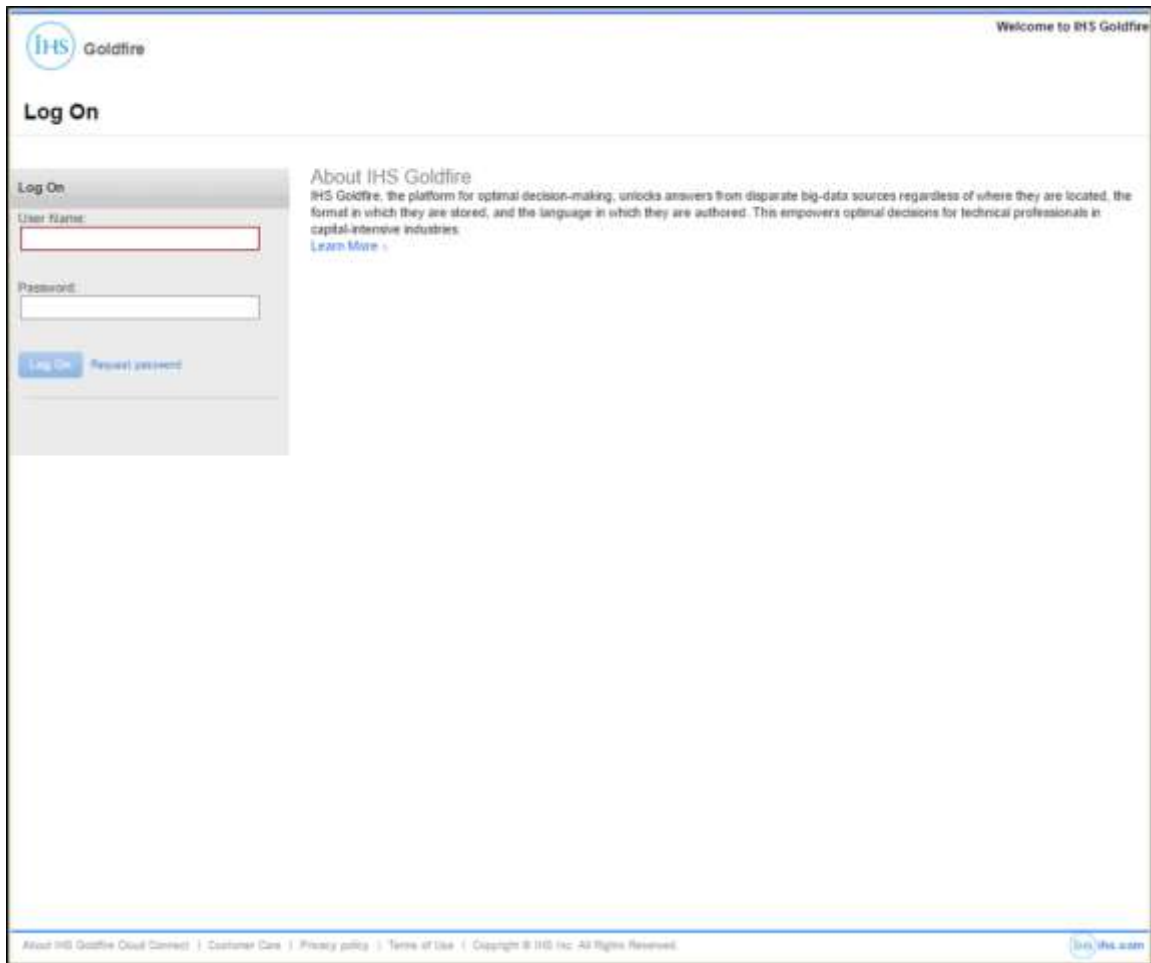 Welcome to IHS Goldfire
IHS Goldfire
Log On
Log On
User Name:
Password:
Log On Request password
About IHS Goldfire
IHS Goldfire, the platform for optimal decision-making, unlocks answers from disparate big-data sources regardless of where they are located, the
format in which they are stored, and the language in which they are authored. This empowers optimal decisions for technical professionals in
capital-intensive industries.
Learn More
About IHS Goldfire Cloud Connect | Customer Care | Privacy policy | Terms of Use | Copyright © IHS Inc. All Rights Reserved.
IHS ihs.com